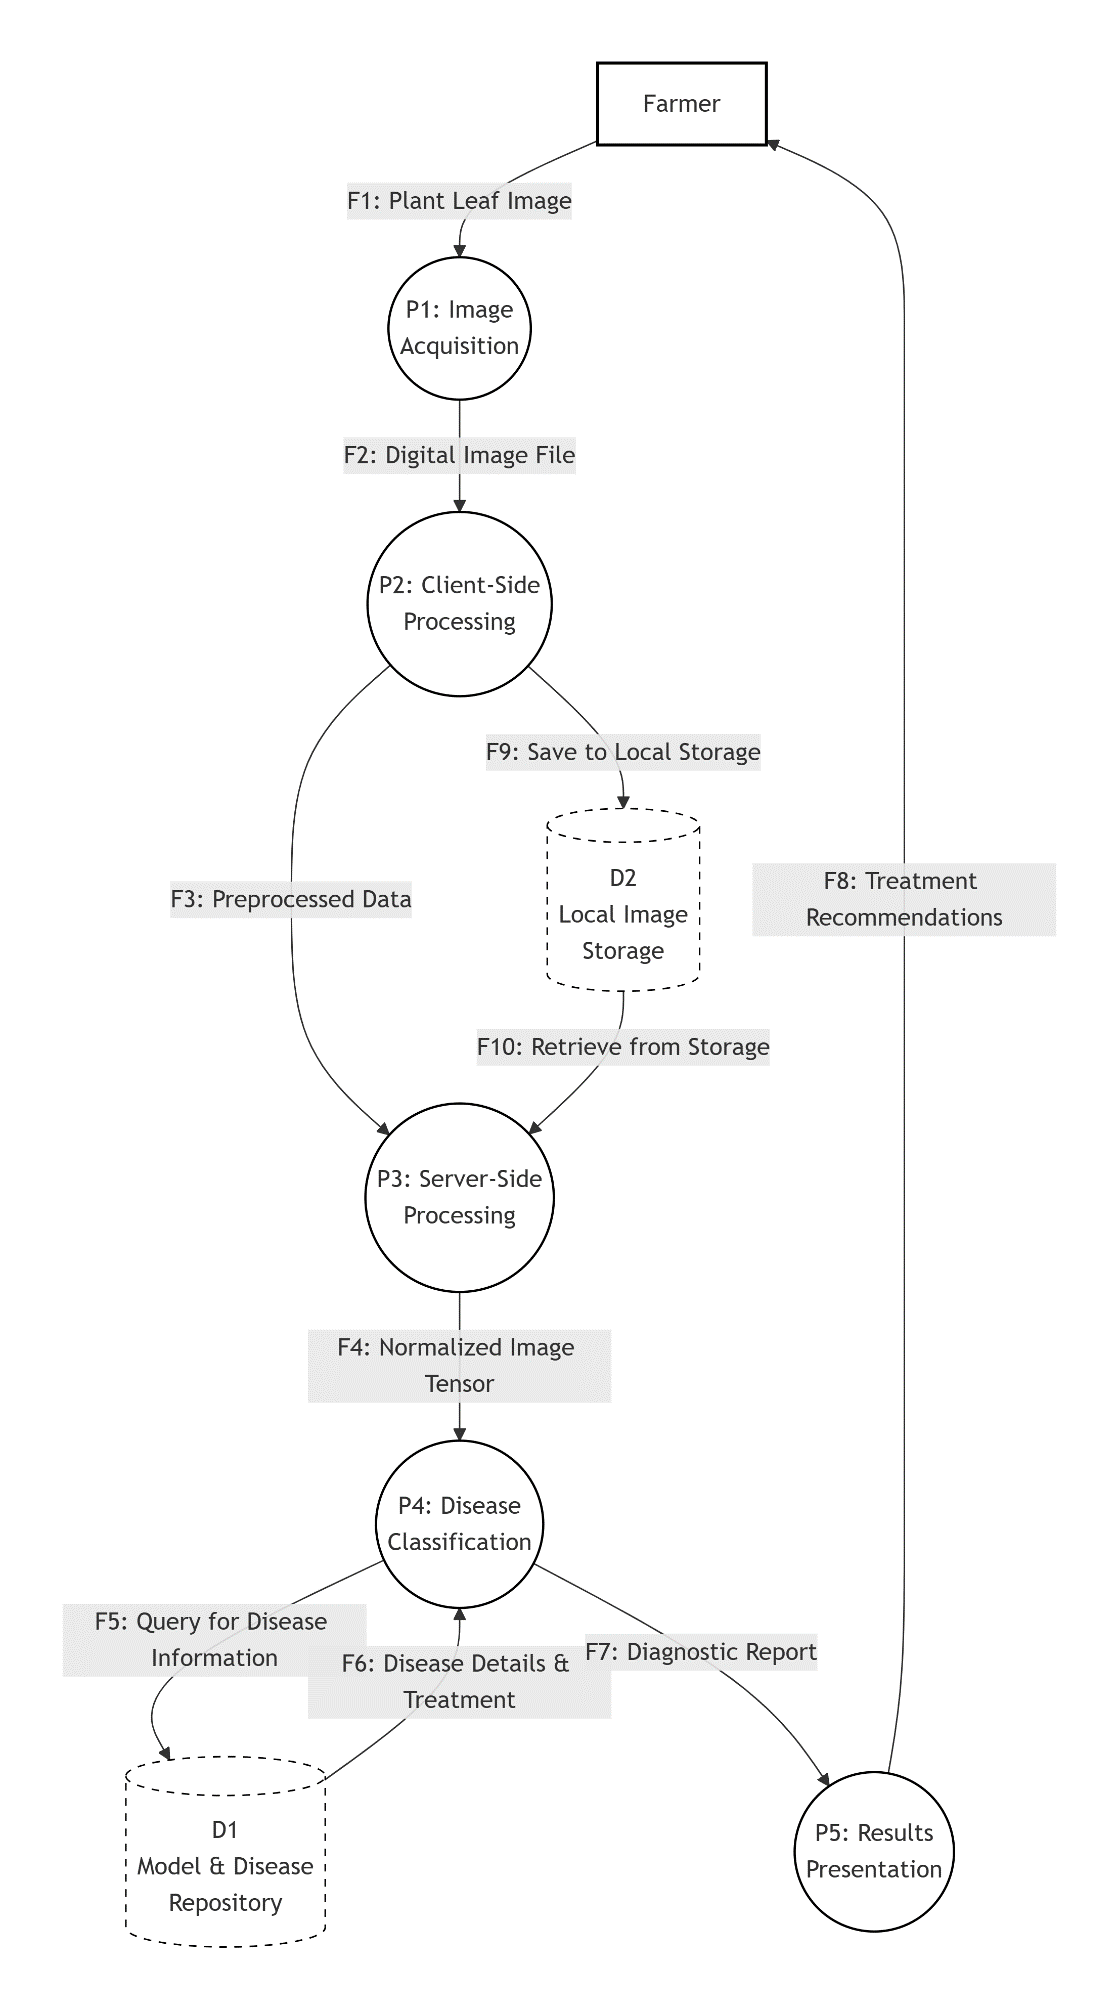 Farmer
F1: Plant Leaf Image
P1: Image
Acquisition
F2: Digital Image File
P2: Client-Side
Processing
F9: Save to Local Storage
F3: Preprocessed Data
D2
Local Image
Storage
F8: Treatment
Recommendations
F10: Retrieve from Storage
P3: Server-Side
Processing
F4: Normalized Image
Tensor
P4: Disease
Classification
F5: Query for Disease
Information
F6: Disease Details &
Treatment
F7: Diagnostic Report
D1
Model & Disease
Repository
P5: Results
Presentation